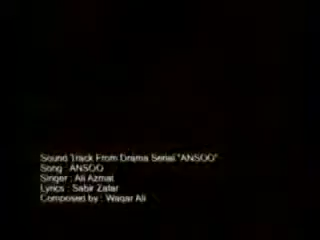 Sound Track From Drama Serial "ANSOO"
Song : ANSOO
Singer : Ali Azmat
Lyrics : Sabir Zafar
Composed by : Waqar Ali